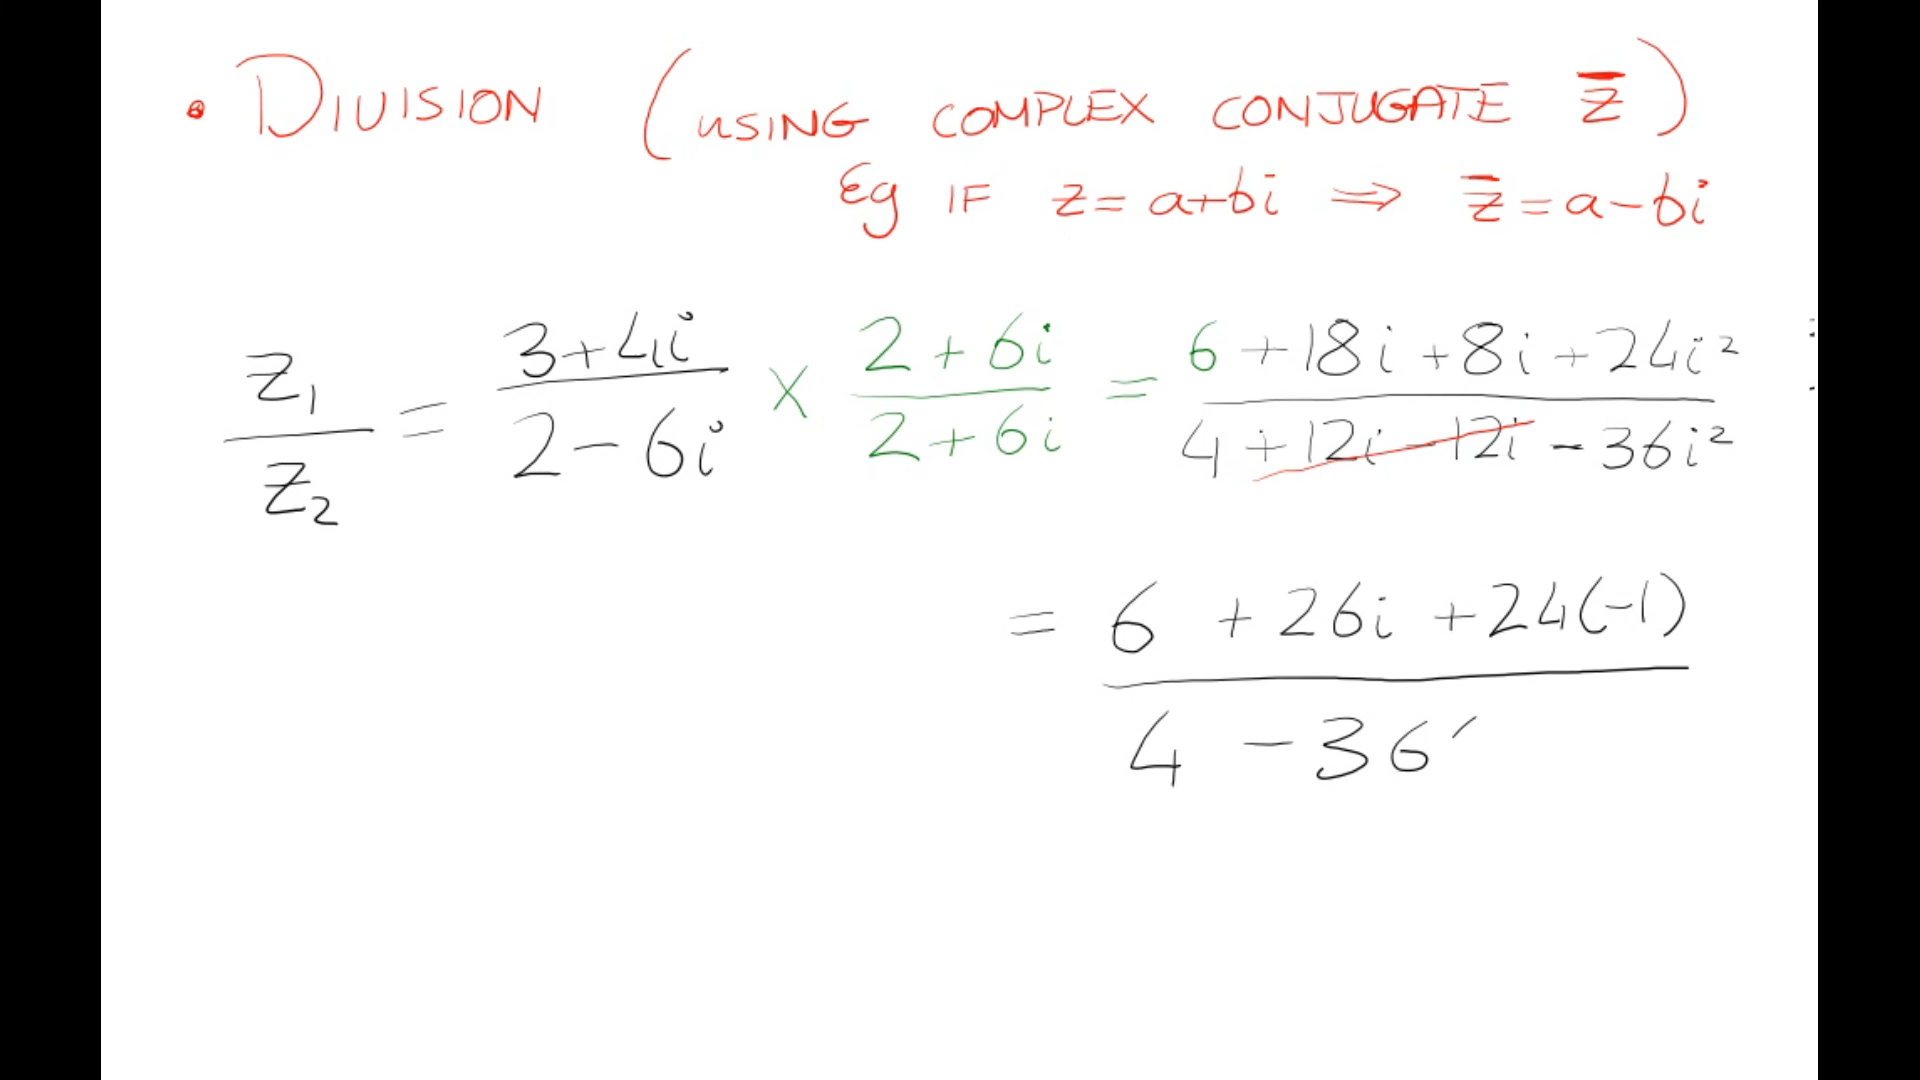 • DIVISION (USING COMPLEX CONJUGATE z̅)
Eg IF z = a+bi ⇒ z̅ = a-bi
z₁/z₂ = (3+4i)/(2-6i) × (2+6i)/(2+6i) = (6+18i+8i+24i²)/(4+12i-12i-36i²)
= (6 +26i +24(-1))/(4 -36